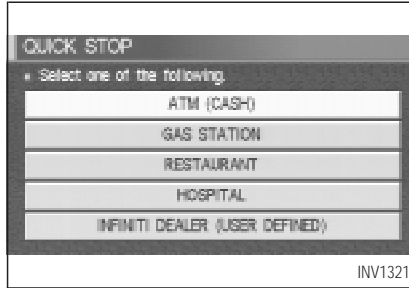 QUICK STOP
• Select one of the following.
ATM (CASH)
GAS STATION
RESTAURANT
HOSPITAL
INFINITI DEALER (USER DEFINED)
INV1321